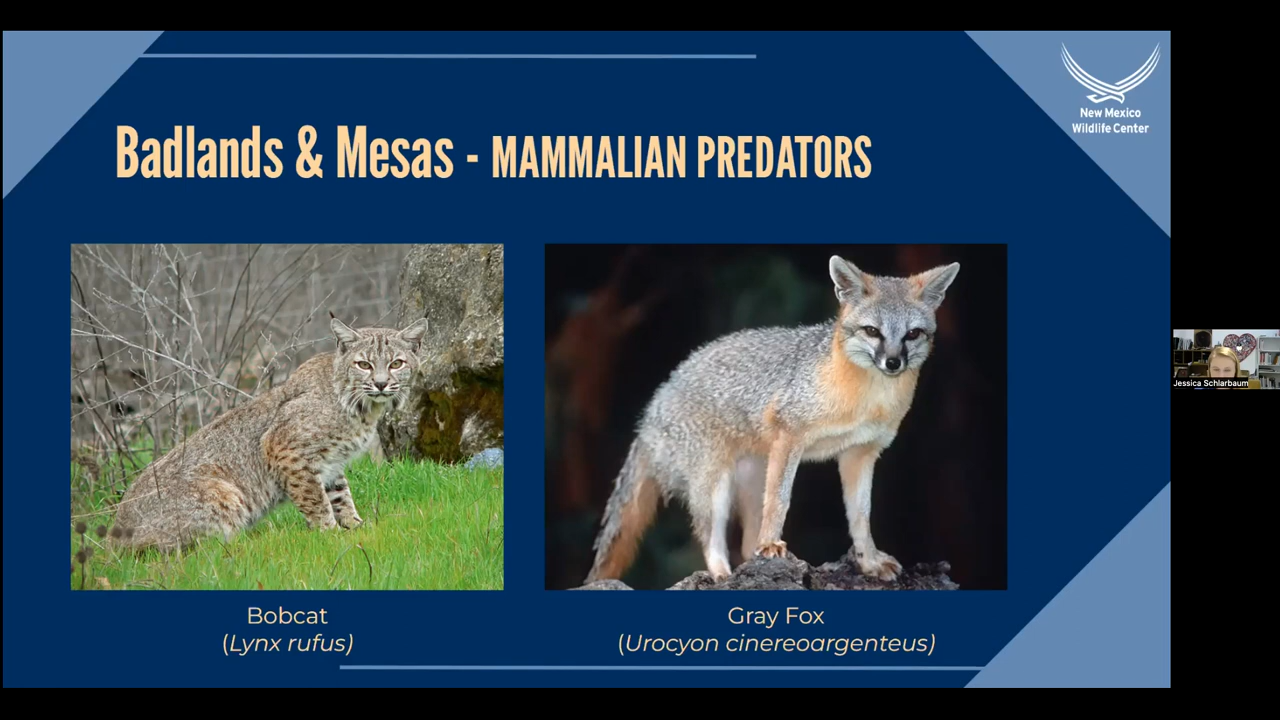 New Mexico
Wildlife Center
Badlands & Mesas - MAMMALIAN PREDATORS
Jessica Schlarbaum
Bobcat
(Lynx rufus)
Gray Fox
(Urocyon cinereoargenteus)